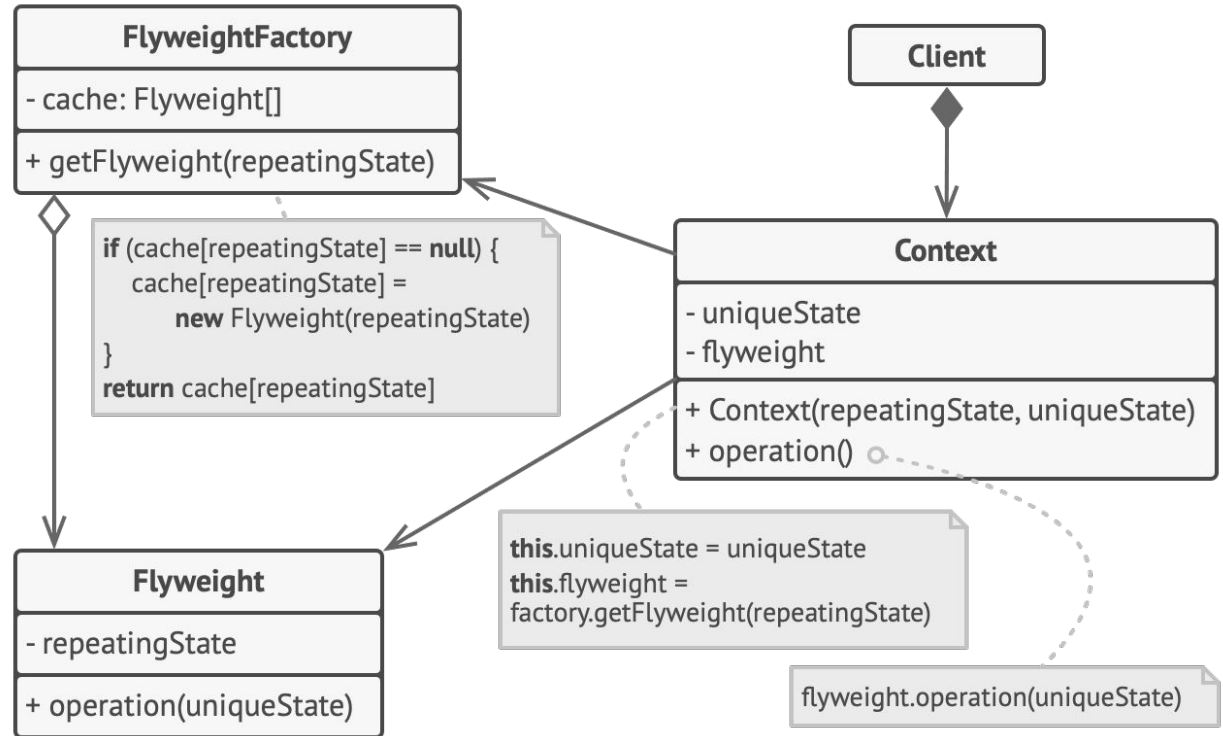 FlyweightFactory
- cache: Flyweight[]
+ getFlyweight(repeatingState)
if (cache[repeatingState] == null) {
cache[repeatingState] =
new Flyweight(repeatingState)
}
return cache[repeatingState]
Client
Context
- uniqueState
- flyweight
+ Context(repeatingState, uniqueState)
+ operation()
this.uniqueState = uniqueState
this.flyweight =
factory.getFlyweight(repeatingState)
flyweight.operation(uniqueState)
Flyweight
- repeatingState
+ operation(uniqueState)